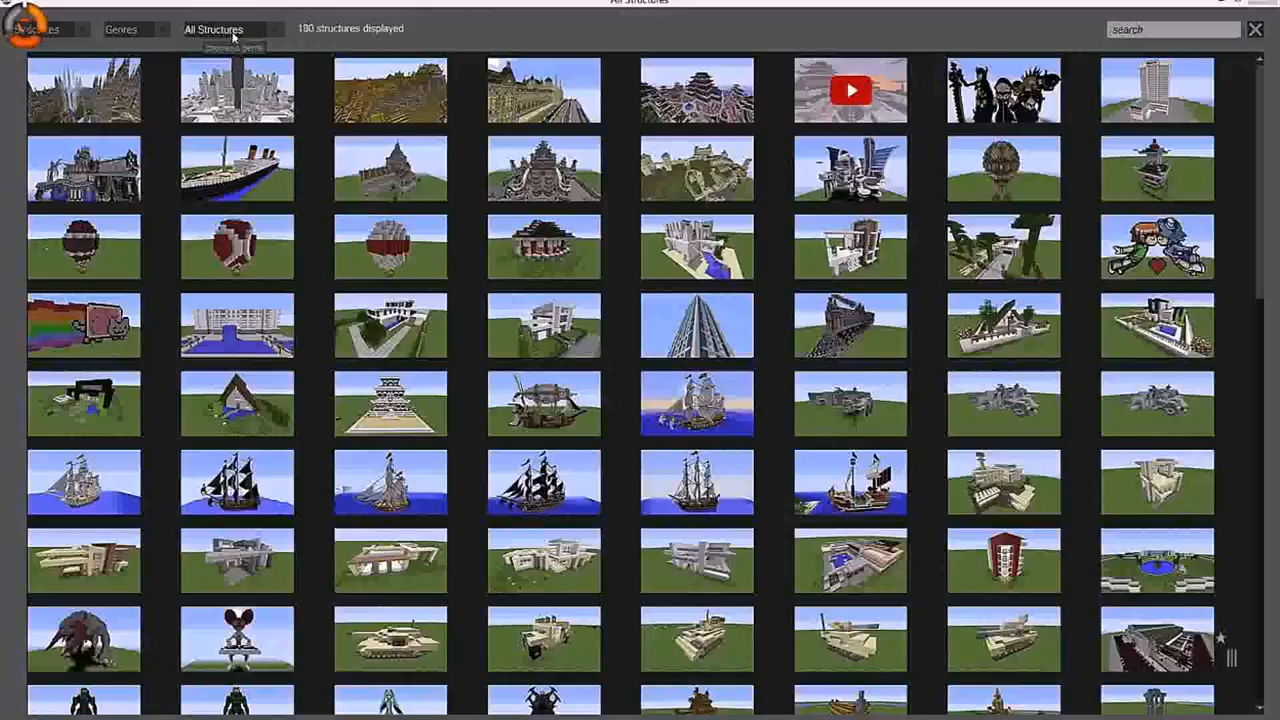 All Structures
Genres
All Structures
180 structures displayed
search